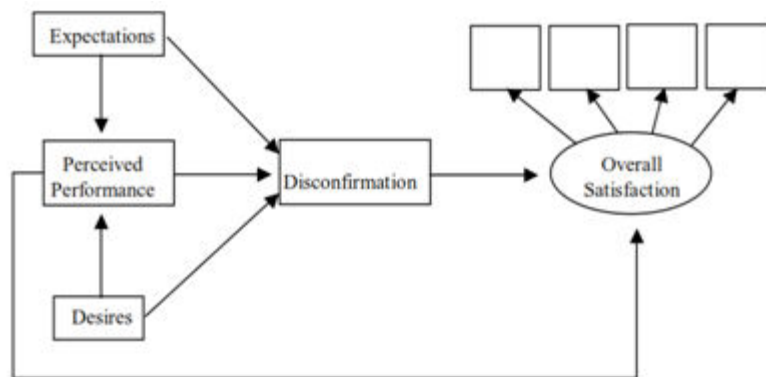 Expectations
Perceived
Performance
Disconfirmation
Overall
Satisfaction
Desires